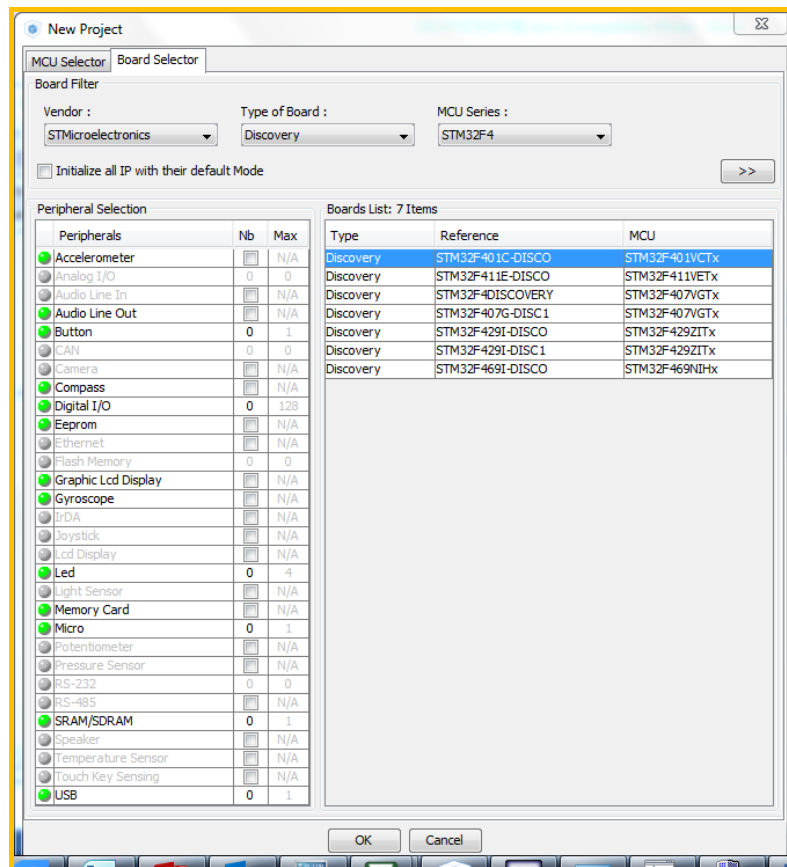 New Project
MCU Selector Board Selector
Board Filter
Vendor : Type of Board : MCU Series :
STMicroelectronics Discovery STM32F4
Initialize all IP with their default Mode >>
Peripheral Selection Boards List: 7 Items
Peripherals Nb Max Type Reference MCU
Accelerometer N/A Discovery STM32F401C-DISCO STM32F401VCTx
Analog I/O 0 0 Discovery STM32F411E-DISCO STM32F411VETx
Audio Line In N/A Discovery STM32F4DISCOVERY STM32F407VGTx
Audio Line Out N/A Discovery STM32F407G-DISC1 STM32F407VGTx
Button 0 1 Discovery STM32F429I-DISCO STM32F429ZITx
CAN 0 0 Discovery STM32F429I-DISC1 STM32F429ZITx
Camera N/A Discovery STM32F469I-DISCO STM32F469NIHx
Compass N/A
Digital I/O 0 128
Eeprom N/A
Ethernet N/A
Flash Memory 0 0
Graphic Lcd Display N/A
Gyroscope N/A
IrDA N/A
Joystick N/A
Lcd Display N/A
Led 0 4
Light Sensor N/A
Memory Card N/A
Micro 0 1
Potentiometer N/A
Pressure Sensor N/A
RS-232 0 0
RS-485 N/A
SRAM/SDRAM 0 1
Speaker N/A
Temperature Sensor N/A
Touch Key Sensing N/A
USB 0 1
OK Cancel